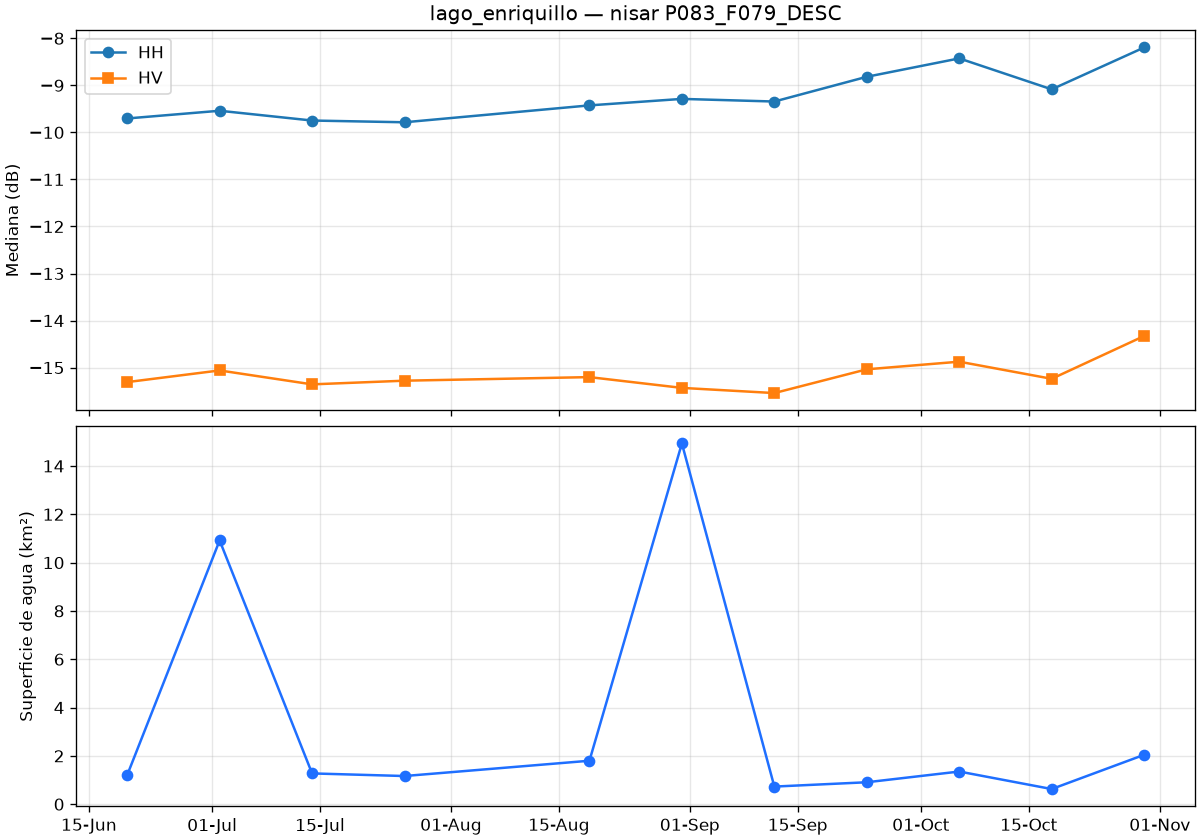 lago_enriquillo — nisar P083_F079_DESC
HH
HV
Mediana (dB)
−8
−9
−10
−11
−12
−13
−14
−15
Superficie de agua (km²)
14
12
10
8
6
4
2
0
15-Jun 01-Jul 15-Jul 01-Aug 15-Aug 01-Sep 15-Sep 01-Oct 15-Oct 01-Nov